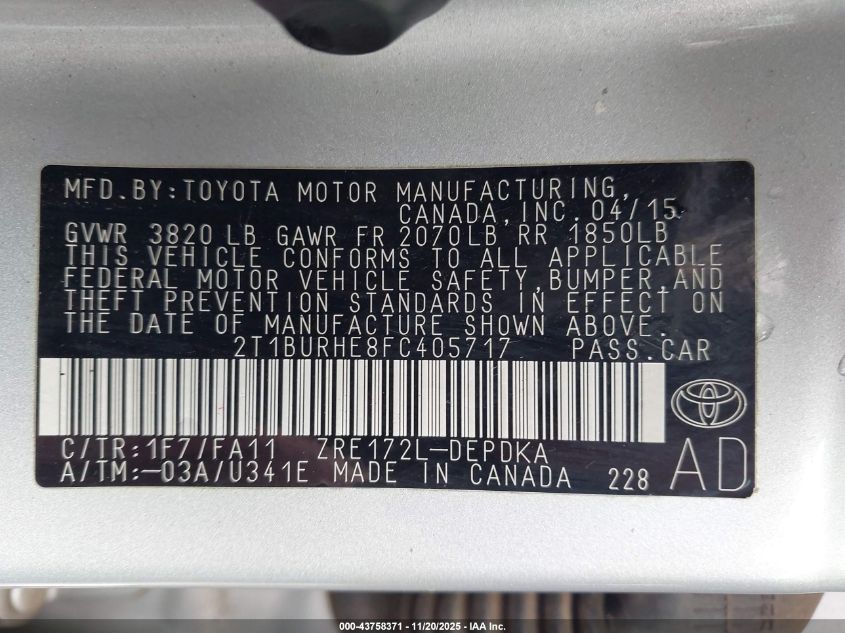 MFD.BY:TOYOTA MOTOR MANUFACTURING,
CANADA,INC.04/15
GVWR 3820 LB GAWR FR 2070LB RR 1850LB
THIS VEHICLE CONFORMS TO ALL APPLICABLE
FEDERAL MOTOR VEHICLE SAFETY,BUMPER,AND
THEFT PREVENTION STANDARDS IN EFFECT ON
THE DATE OF MANUFACTURE SHOWN ABOVE.
2T1BURHE8FC405717 PASS.CAR
C/TR:1F7/FA11 ZRE172L-DEPDKA
A/TM:-03A/U341E MADE IN CANADA 228 AD
000-43758371 | 11/20/2025 | IAA Inc.